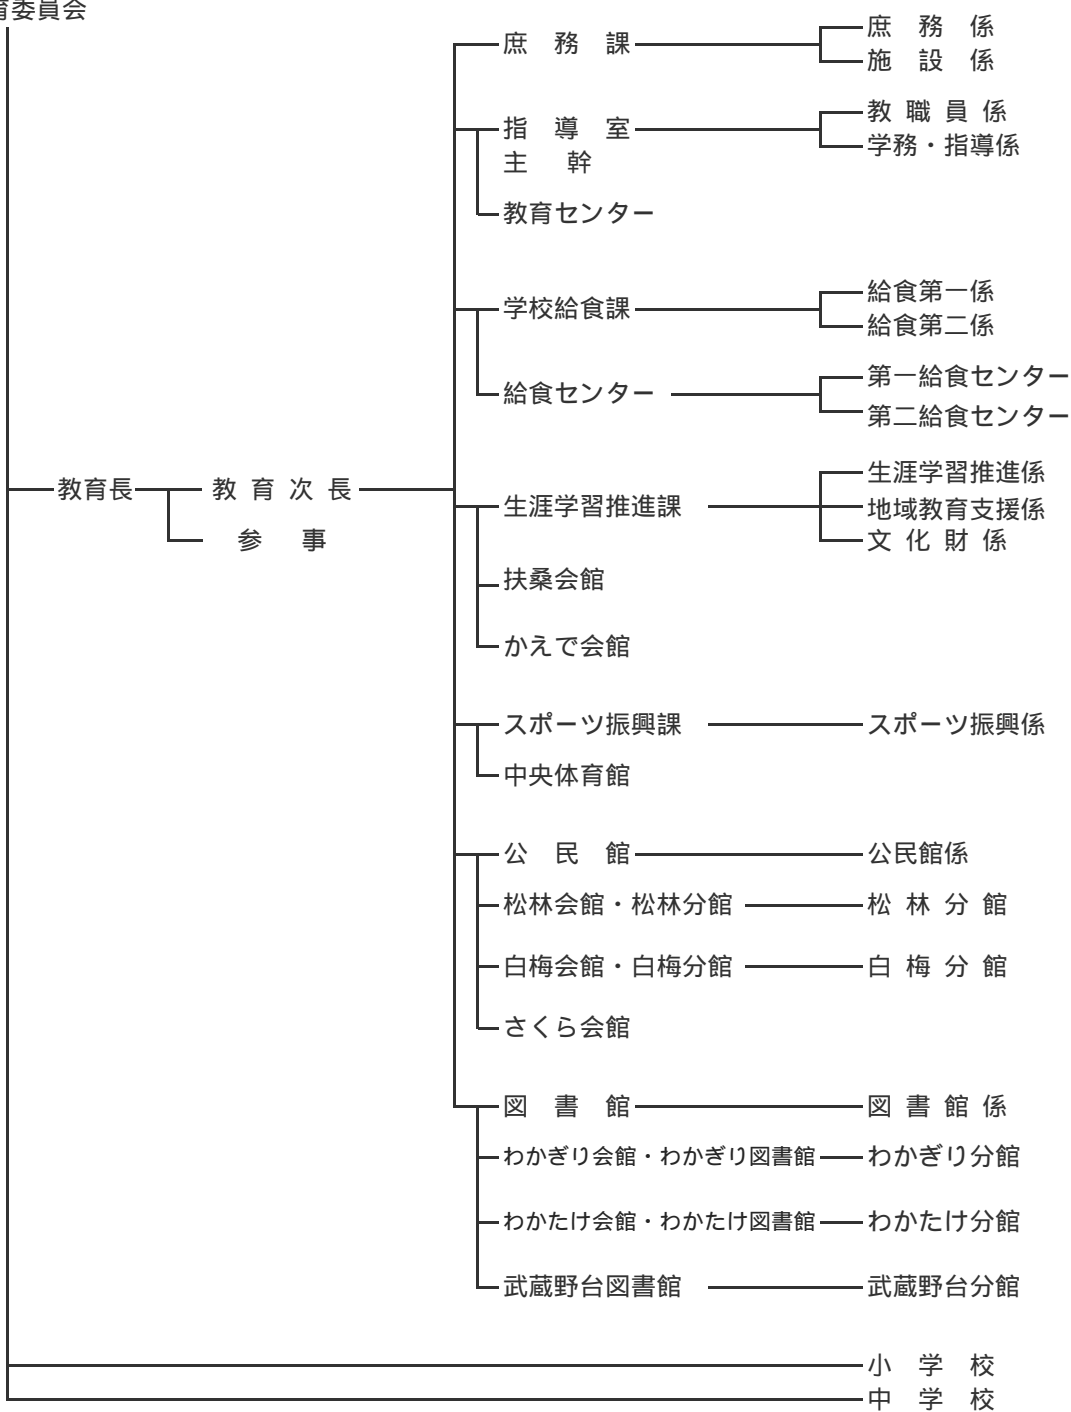 育委員会
庶務課 庶務係
施設係
指導室 教職員係
主幹 学務・指導係
教育センター
学校給食課 給食第一係
給食第二係
給食センター 第一給食センター
第二給食センター
教育長 教育次長
参事
生涯学習推進課 生涯学習推進係
地域教育支援係
文化財係
扶桑会館
かえで会館
スポーツ振興課 スポーツ振興係
中央体育館
公民館 公民館係
松林会館・松林分館 松林分館
白梅会館・白梅分館 白梅分館
さくら会館
図書館 図書館係
わかぎり会館・わかぎり図書館 わかぎり分館
わかたけ会館・わかたけ図書館 わかたけ分館
武蔵野台図書館 武蔵野台分館
小学校
中学校